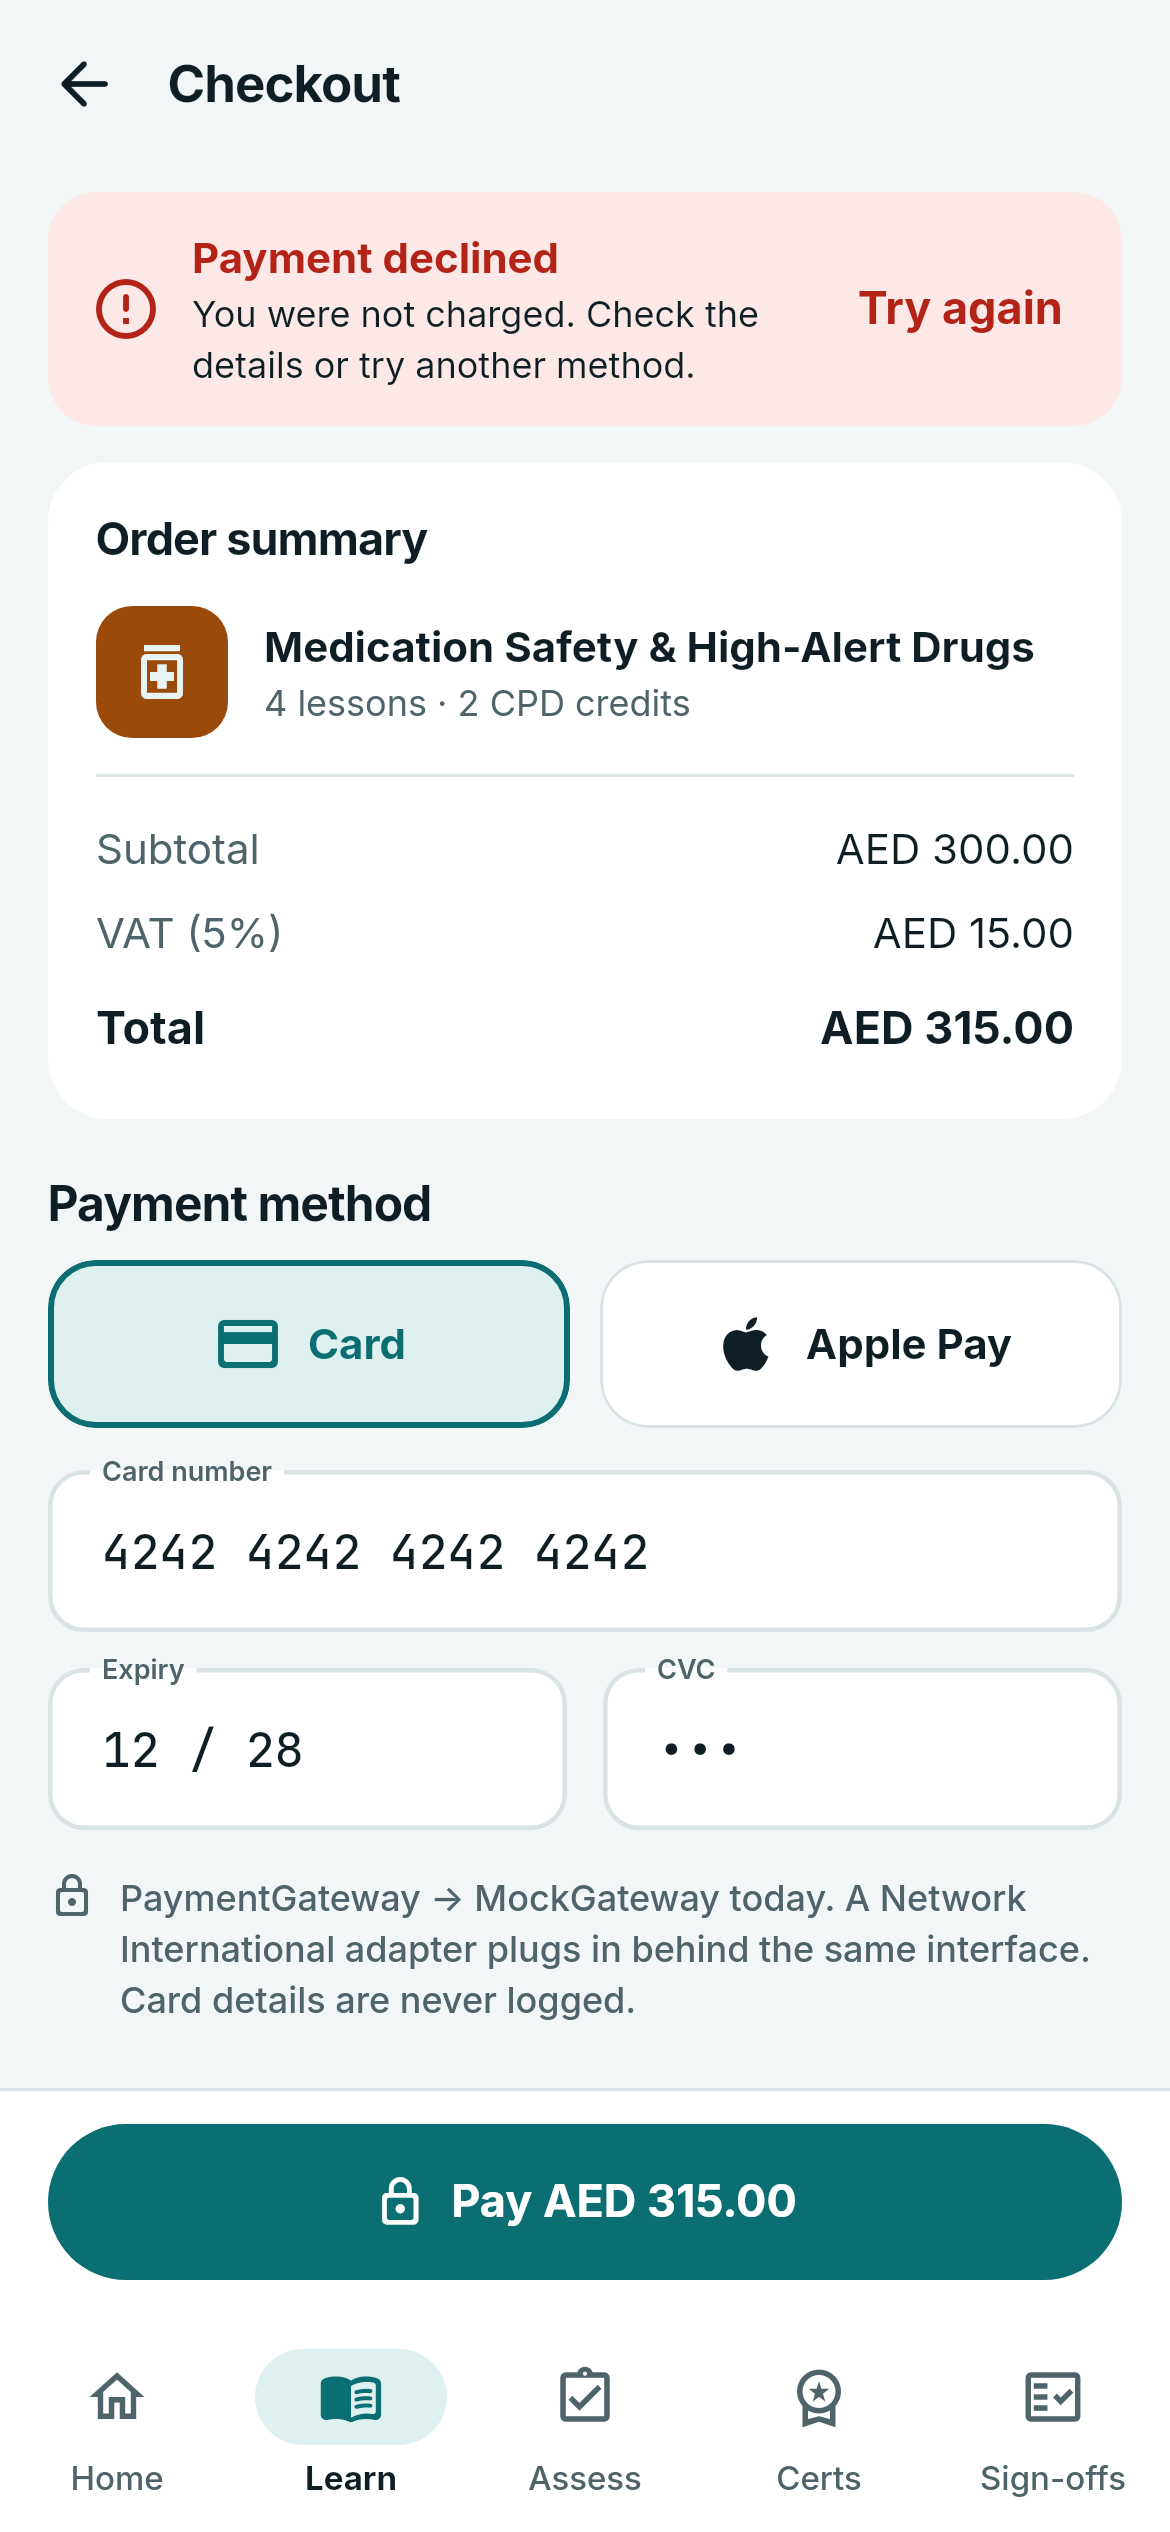 Checkout
Payment declined
You were not charged. Check the
details or try another method.
Try again
Order summary
Medication Safety & High-Alert Drugs
4 lessons · 2 CPD credits
Subtotal AED 300.00
VAT (5%) AED 15.00
Total AED 315.00
Payment method
Card
Apple Pay
Card number
4242 4242 4242 4242
Expiry
12 / 28
CVC
•••
PaymentGateway → MockGateway today. A Network
International adapter plugs in behind the same interface.
Card details are never logged.
Pay AED 315.00
Home
Learn
Assess
Certs
Sign-offs